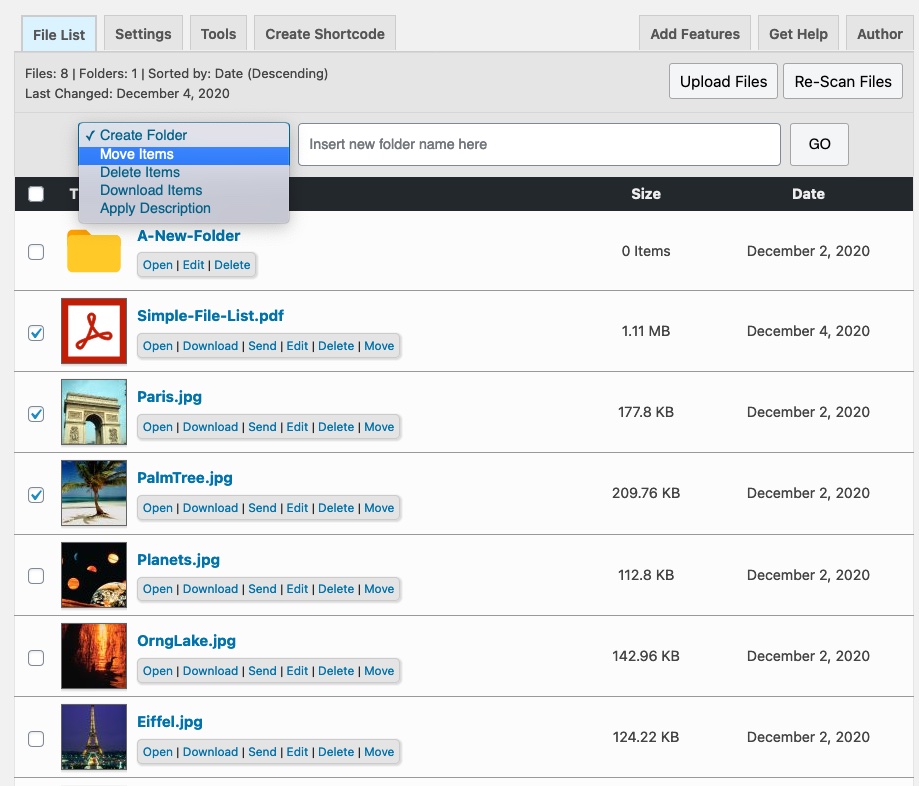 File List Settings Tools Create Shortcode Add Features Get Help Author
Files: 8 | Folders: 1 | Sorted by: Date (Descending)
Last Changed: December 4, 2020
Upload Files Re-Scan Files
✓ Create Folder
Move Items
Delete Items
Download Items
Apply Description
Insert new folder name here GO
T Size Date
A-New-Folder 0 Items December 2, 2020
Open | Edit | Delete
Simple-File-List.pdf 1.11 MB December 4, 2020
Open | Download | Send | Edit | Delete | Move
Paris.jpg 177.8 KB December 2, 2020
Open | Download | Send | Edit | Delete | Move
PalmTree.jpg 209.76 KB December 2, 2020
Open | Download | Send | Edit | Delete | Move
Planets.jpg 112.8 KB December 2, 2020
Open | Download | Send | Edit | Delete | Move
OrngLake.jpg 142.96 KB December 2, 2020
Open | Download | Send | Edit | Delete | Move
Eiffel.jpg 124.22 KB December 2, 2020
Open | Download | Send | Edit | Delete | Move